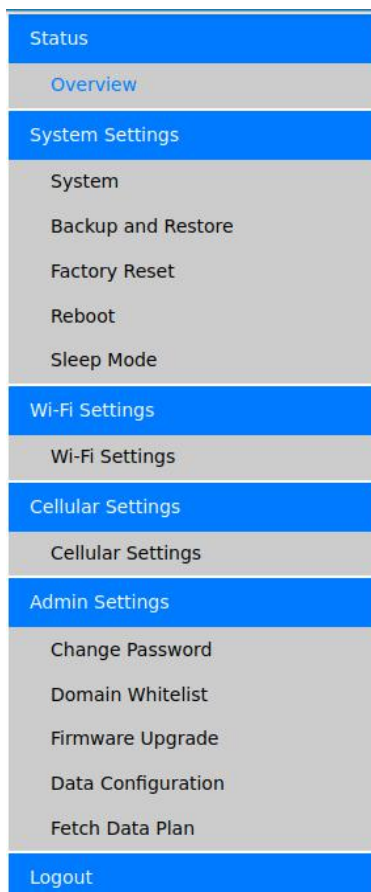 Status
Overview
System Settings
System
Backup and Restore
Factory Reset
Reboot
Sleep Mode
Wi-Fi Settings
Wi-Fi Settings
Cellular Settings
Cellular Settings
Admin Settings
Change Password
Domain Whitelist
Firmware Upgrade
Data Configuration
Fetch Data Plan
Logout